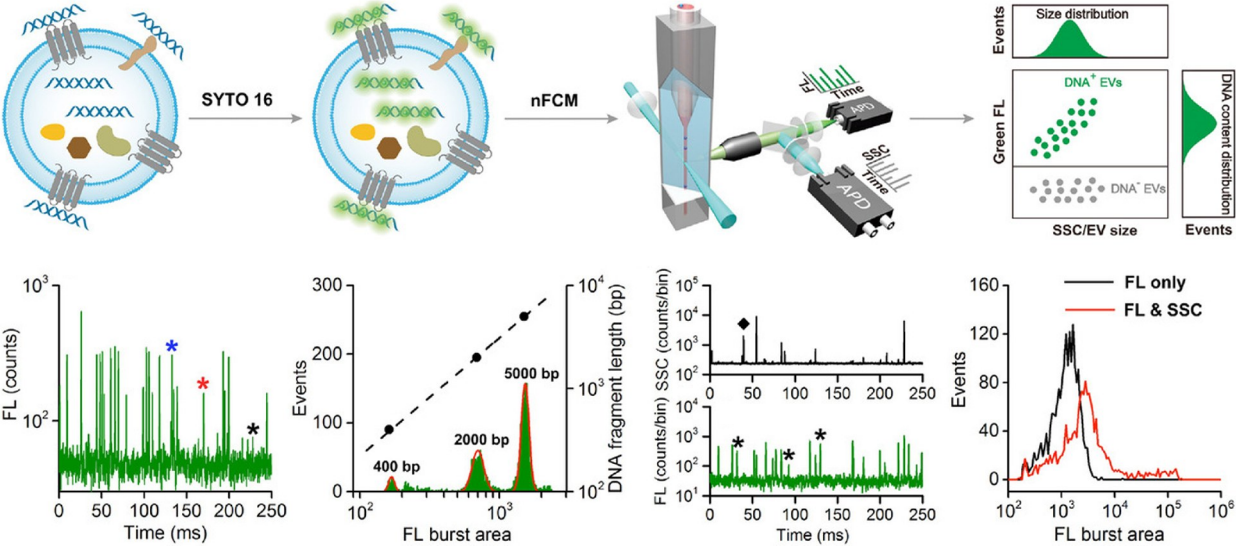 SYTO 16
nFCM
FL
Time
APD
SSC
Time
APD
Events
Size distribution
Green FL
DNA⁺ EVs
DNA⁻ EVs
SSC/EV size
DNA content distribution
Events
FL (counts)
10³
10²
*
*
*
0 50 100 150 200 250
Time (ms)
Events
300
200
100
0
400 bp
2000 bp
5000 bp
10⁴
10³
10²
DNA fragment length (bp)
10² 10³
FL burst area
SSC (counts/bin)
10⁵
10⁴
10³
10²
◆
0 50 100 150 200 250
FL (counts/bin)
10⁴
10³
10²
10¹
*
*
*
0 50 100 150 200 250
Time (ms)
Events
160
120
80
40
0
FL only
FL & SSC
10² 10³ 10⁴ 10⁵ 10⁶
FL burst area